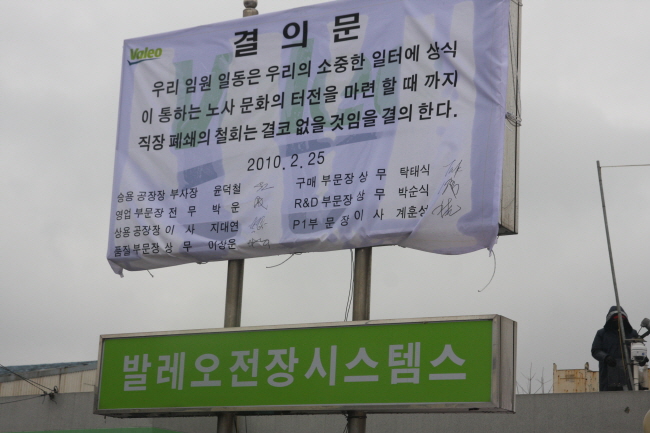 Valeo
결 의 문
우리 임원 일동은 우리의 소중한 일터에 상식
이 통하는 노사 문화의 터전을 마련 할 때 까지
직장 폐쇄의 철회는 결코 없을 것임을 결의 한다.
2010. 2. 25
승용 공장장 부사장 윤덕철
구매 부문장 상 무 탁태식
영업 부문장 전 무 박 운
R&D 부문장 상 무 박순식
상용 공장장 이 사 지대연
P1부 문 장 이 사 계훈성
품질 부문장 상 무 이상돈
발레오전장시스템스